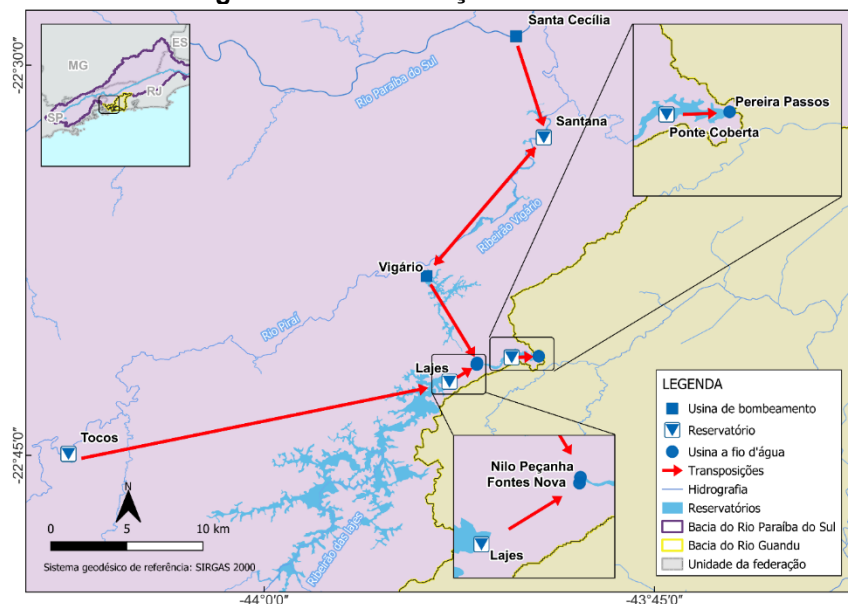 Santa Cecília
-22°30'0"
MG
ES
RJ
SP
Rio Paraíba do Sul
Santana
Pereira Passos
Ponte Coberta
Ribeirão Vigário
Vigário
Rio Piraí
Lajes
Tocos
-22°45'0"
N
0 5 10 km
Sistema geodésico de referência: SIRGAS 2000
Ribeirão das lajes
Nilo Peçanha
Fontes Nova
Lajes
LEGENDA
Usina de bombeamento
Reservatório
Usina a fio d'água
Transposições
Hidrografia
Reservatórios
Bacia do Rio Paraíba do Sul
Bacia do Rio Guandu
Unidade da federação
-44°0'0"
-43°45'0"